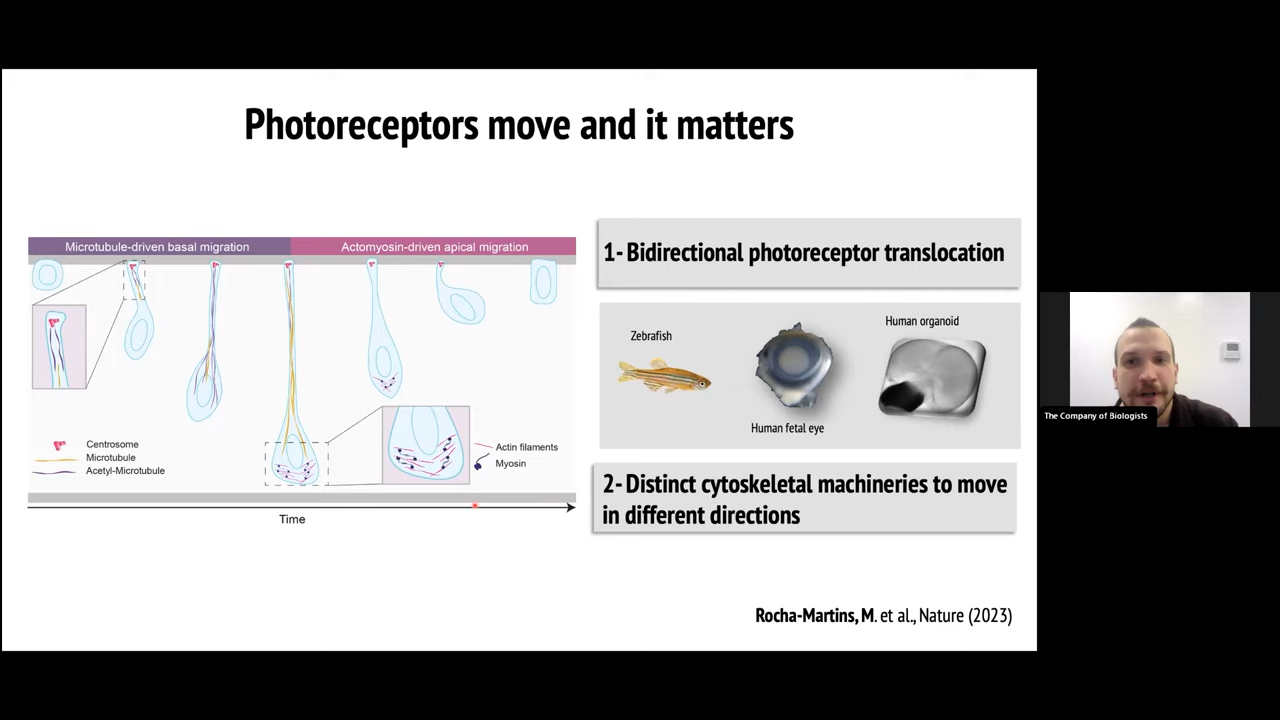 Photoreceptors move and it matters
Microtubule-driven basal migration
Actomyosin-driven apical migration
Centrosome
Microtubule
Acetyl-Microtubule
Actin filaments
Myosin
Time
1- Bidirectional photoreceptor translocation
Zebrafish
Human fetal eye
Human organoid
2- Distinct cytoskeletal machineries to move
in different directions
Rocha-Martins, M. et al., Nature (2023)
The Company of Biologists